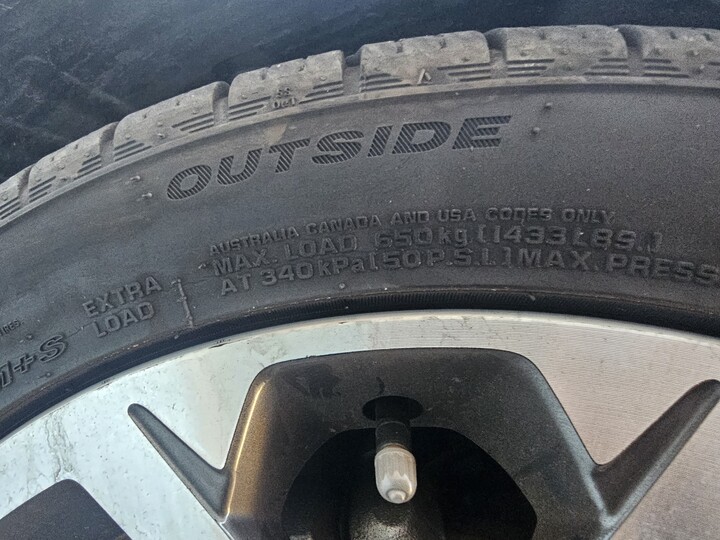 OUTSIDE
AUSTRALIA CANADA AND USA CODES ONLY
MAX. LOAD 650kg (1433LBS.)
AT 340kPa (50P.S.I.) MAX. PRESS
EXTRA
LOAD
+S